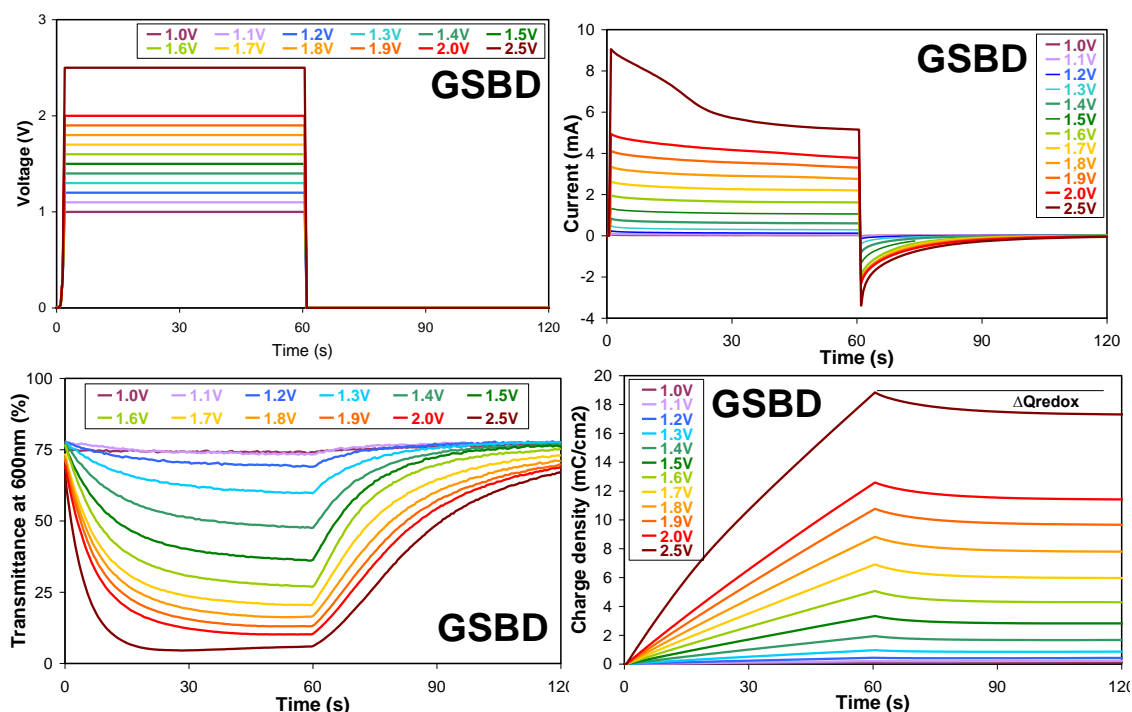 3
2
1
0
Voltage (V)
1.0V 1.1V 1.2V 1.3V 1.4V 1.5V
1.6V 1.7V 1.8V 1.9V 2.0V 2.5V
GSBD
0 30 60 90 120
Time (s)
10
8
6
4
2
0
-2
-4
Current (mA)
GSBD
1.0V
1.1V
1.2V
1.3V
1.4V
1.5V
1.6V
1.7V
1,8V
1.9V
2.0V
2.5V
0 30 60 90 120
Time (s)
100
75
50
25
0
Transmittance at 600nm (%)
1.0V 1.1V 1.2V 1.3V 1.4V 1.5V
1.6V 1.7V 1.8V 1.9V 2.0V 2.5V
GSBD
0 30 60 90 120
Time (s)
20
18
16
14
12
10
8
6
4
2
0
Charge density (mC/cm2)
1.0V
1.1V
1.2V
1.3V
1.4V
1.5V
1.6V
1.7V
1.8V
1.9V
2.0V
2.5V
GSBD
ΔQredox
0 30 60 90 120
Time (s)